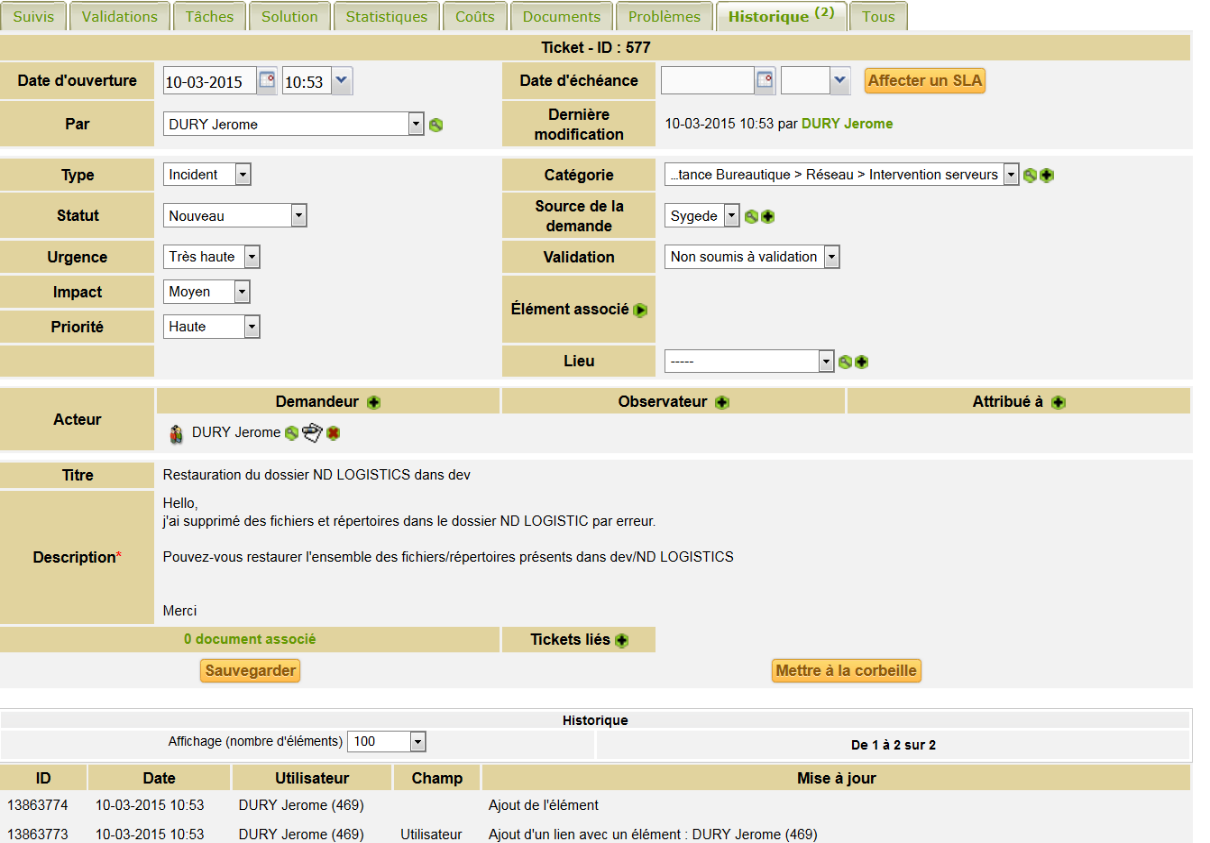 Suivis Validations Tâches Solution Statistiques Coûts Documents Problèmes Historique (2) Tous
Ticket - ID : 577
Date d'ouverture 10-03-2015 10:53 Date d'échéance Affecter un SLA
Par DURY Jerome Dernière modification 10-03-2015 10:53 par DURY Jerome
Type Incident Catégorie ...tance Bureautique > Réseau > Intervention serveurs
Statut Nouveau Source de la demande Sygede
Urgence Très haute Validation Non soumis à validation
Impact Moyen Élément associé
Priorité Haute
Lieu -----
Acteur Demandeur Observateur Attribué à
DURY Jerome
Titre Restauration du dossier ND LOGISTICS dans dev
Description*
Hello,
j'ai supprimé des fichiers et répertoires dans le dossier ND LOGISTIC par erreur.
Pouvez-vous restaurer l'ensemble des fichiers/répertoires présents dans dev/ND LOGISTICS
Merci
0 document associé Tickets liés
Sauvegarder Mettre à la corbeille
Historique
Affichage (nombre d'éléments) 100 De 1 à 2 sur 2
ID Date Utilisateur Champ Mise à jour
13863774 10-03-2015 10:53 DURY Jerome (469) Ajout de l'élément
13863773 10-03-2015 10:53 DURY Jerome (469) Utilisateur Ajout d'un lien avec un élément : DURY Jerome (469)